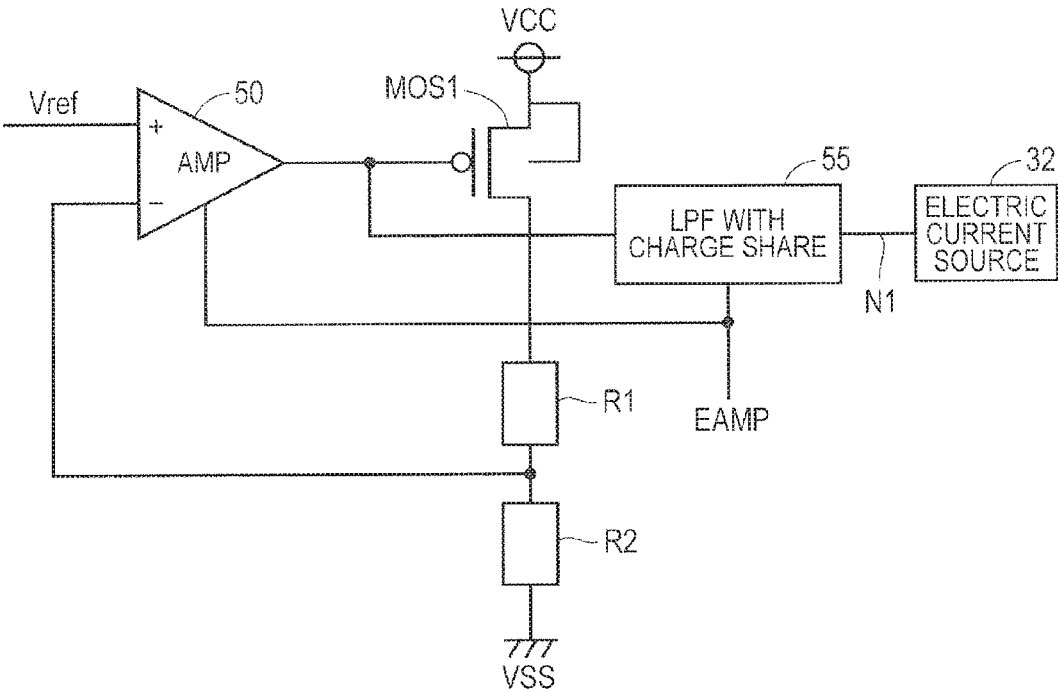 VCC
MOS1
50
Vref
+
AMP
−
55
32
LPF WITH
CHARGE SHARE
ELECTRIC
CURRENT
SOURCE
N1
R1
EAMP
R2
VSS